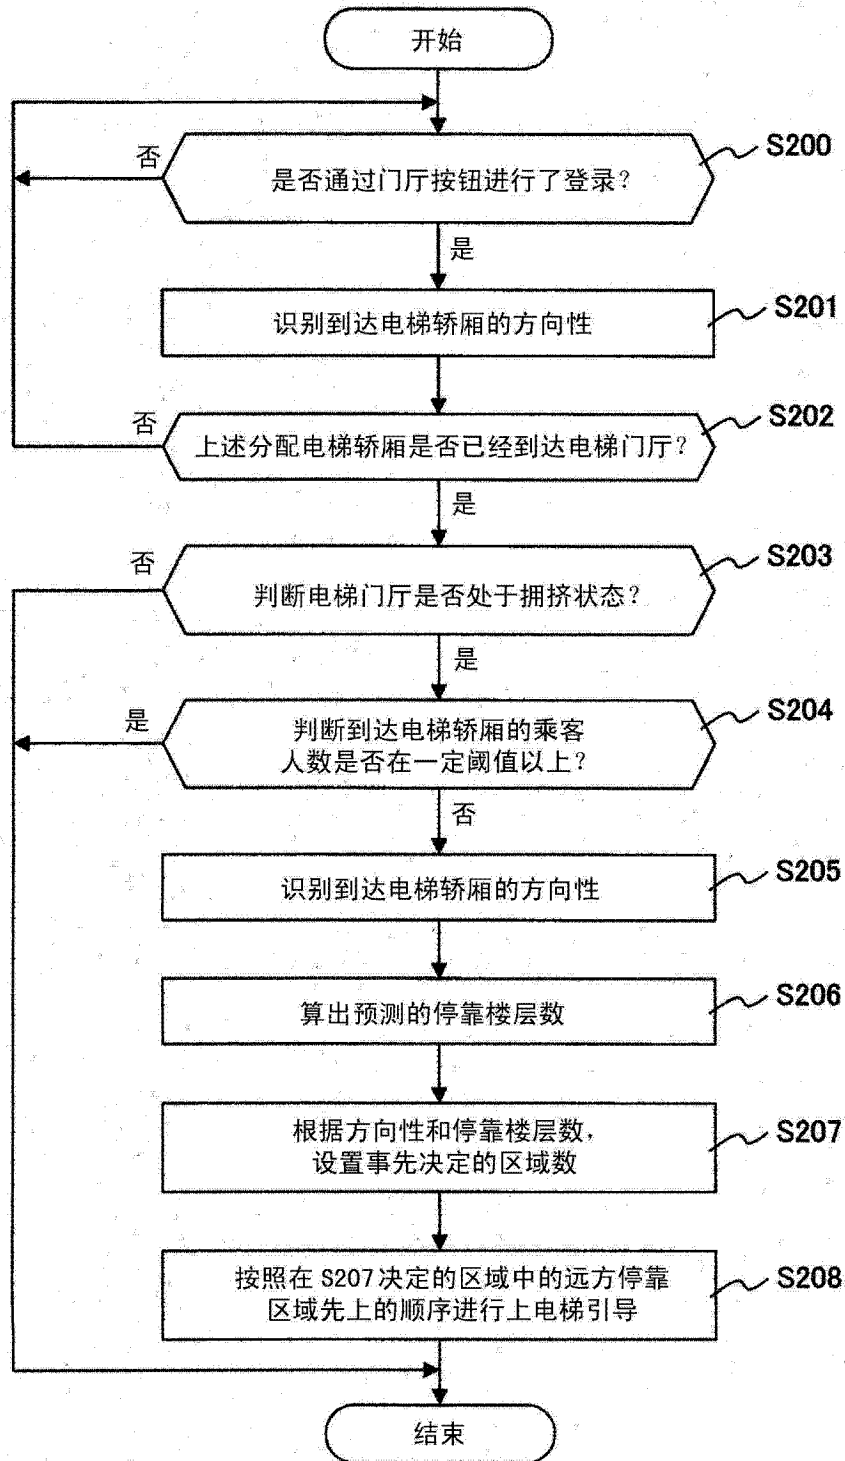 开始
否
S200
是否通过门厅按钮进行了登录？
是
S201
识别到达电梯轿厢的方向性
否
S202
上述分配电梯轿厢是否已经到达电梯门厅？
是
否
S203
判断电梯门厅是否处于拥挤状态？
是
是
S204
判断到达电梯轿厢的乘客
人数是否在一定阈值以上？
否
S205
识别到达电梯轿厢的方向性
S206
算出预测的停靠楼层数
S207
根据方向性和停靠楼层数，
设置事先决定的区域数
S208
按照在S207决定的区域中的远方停靠
区域先上的顺序进行上电梯引导
结束